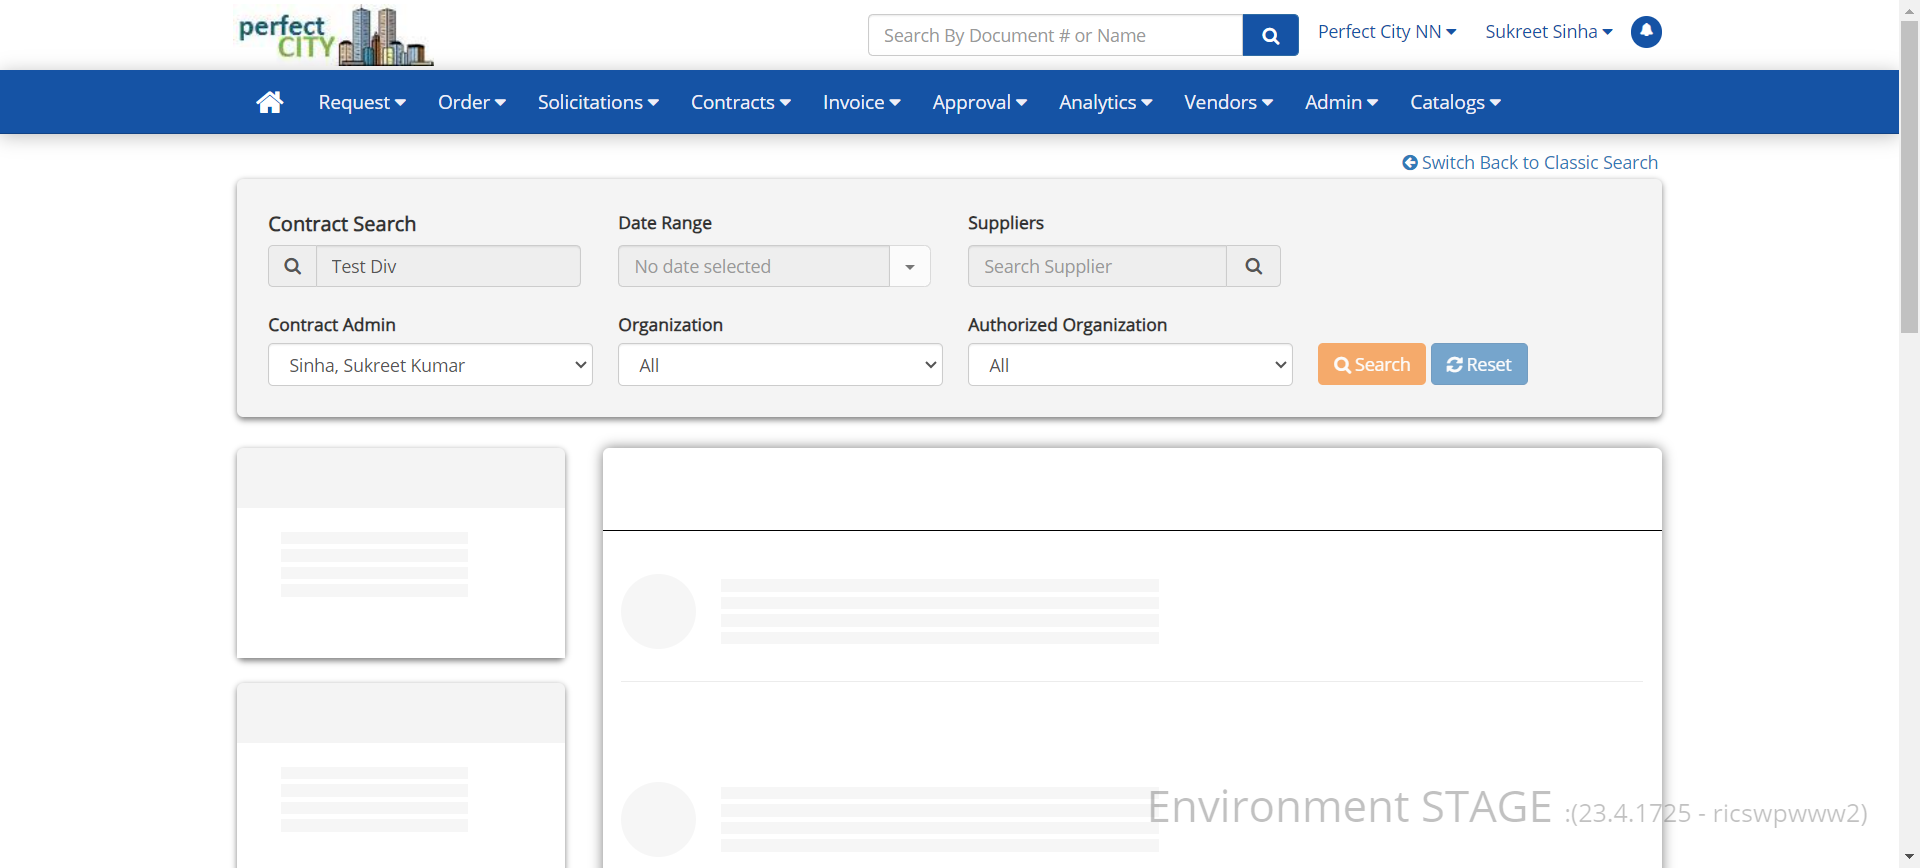 perfect
CITY
Search By Document # or Name
Perfect City NN
Sukreet Sinha
Request
Order
Solicitations
Contracts
Invoice
Approval
Analytics
Vendors
Admin
Catalogs
Switch Back to Classic Search
Contract Search
Date Range
Suppliers
Test Div
No date selected
Search Supplier
Contract Admin
Organization
Authorized Organization
Sinha, Sukreet Kumar
All
All
Search
Reset
Environment STAGE :(23.4.1725 - ricswpwww2)